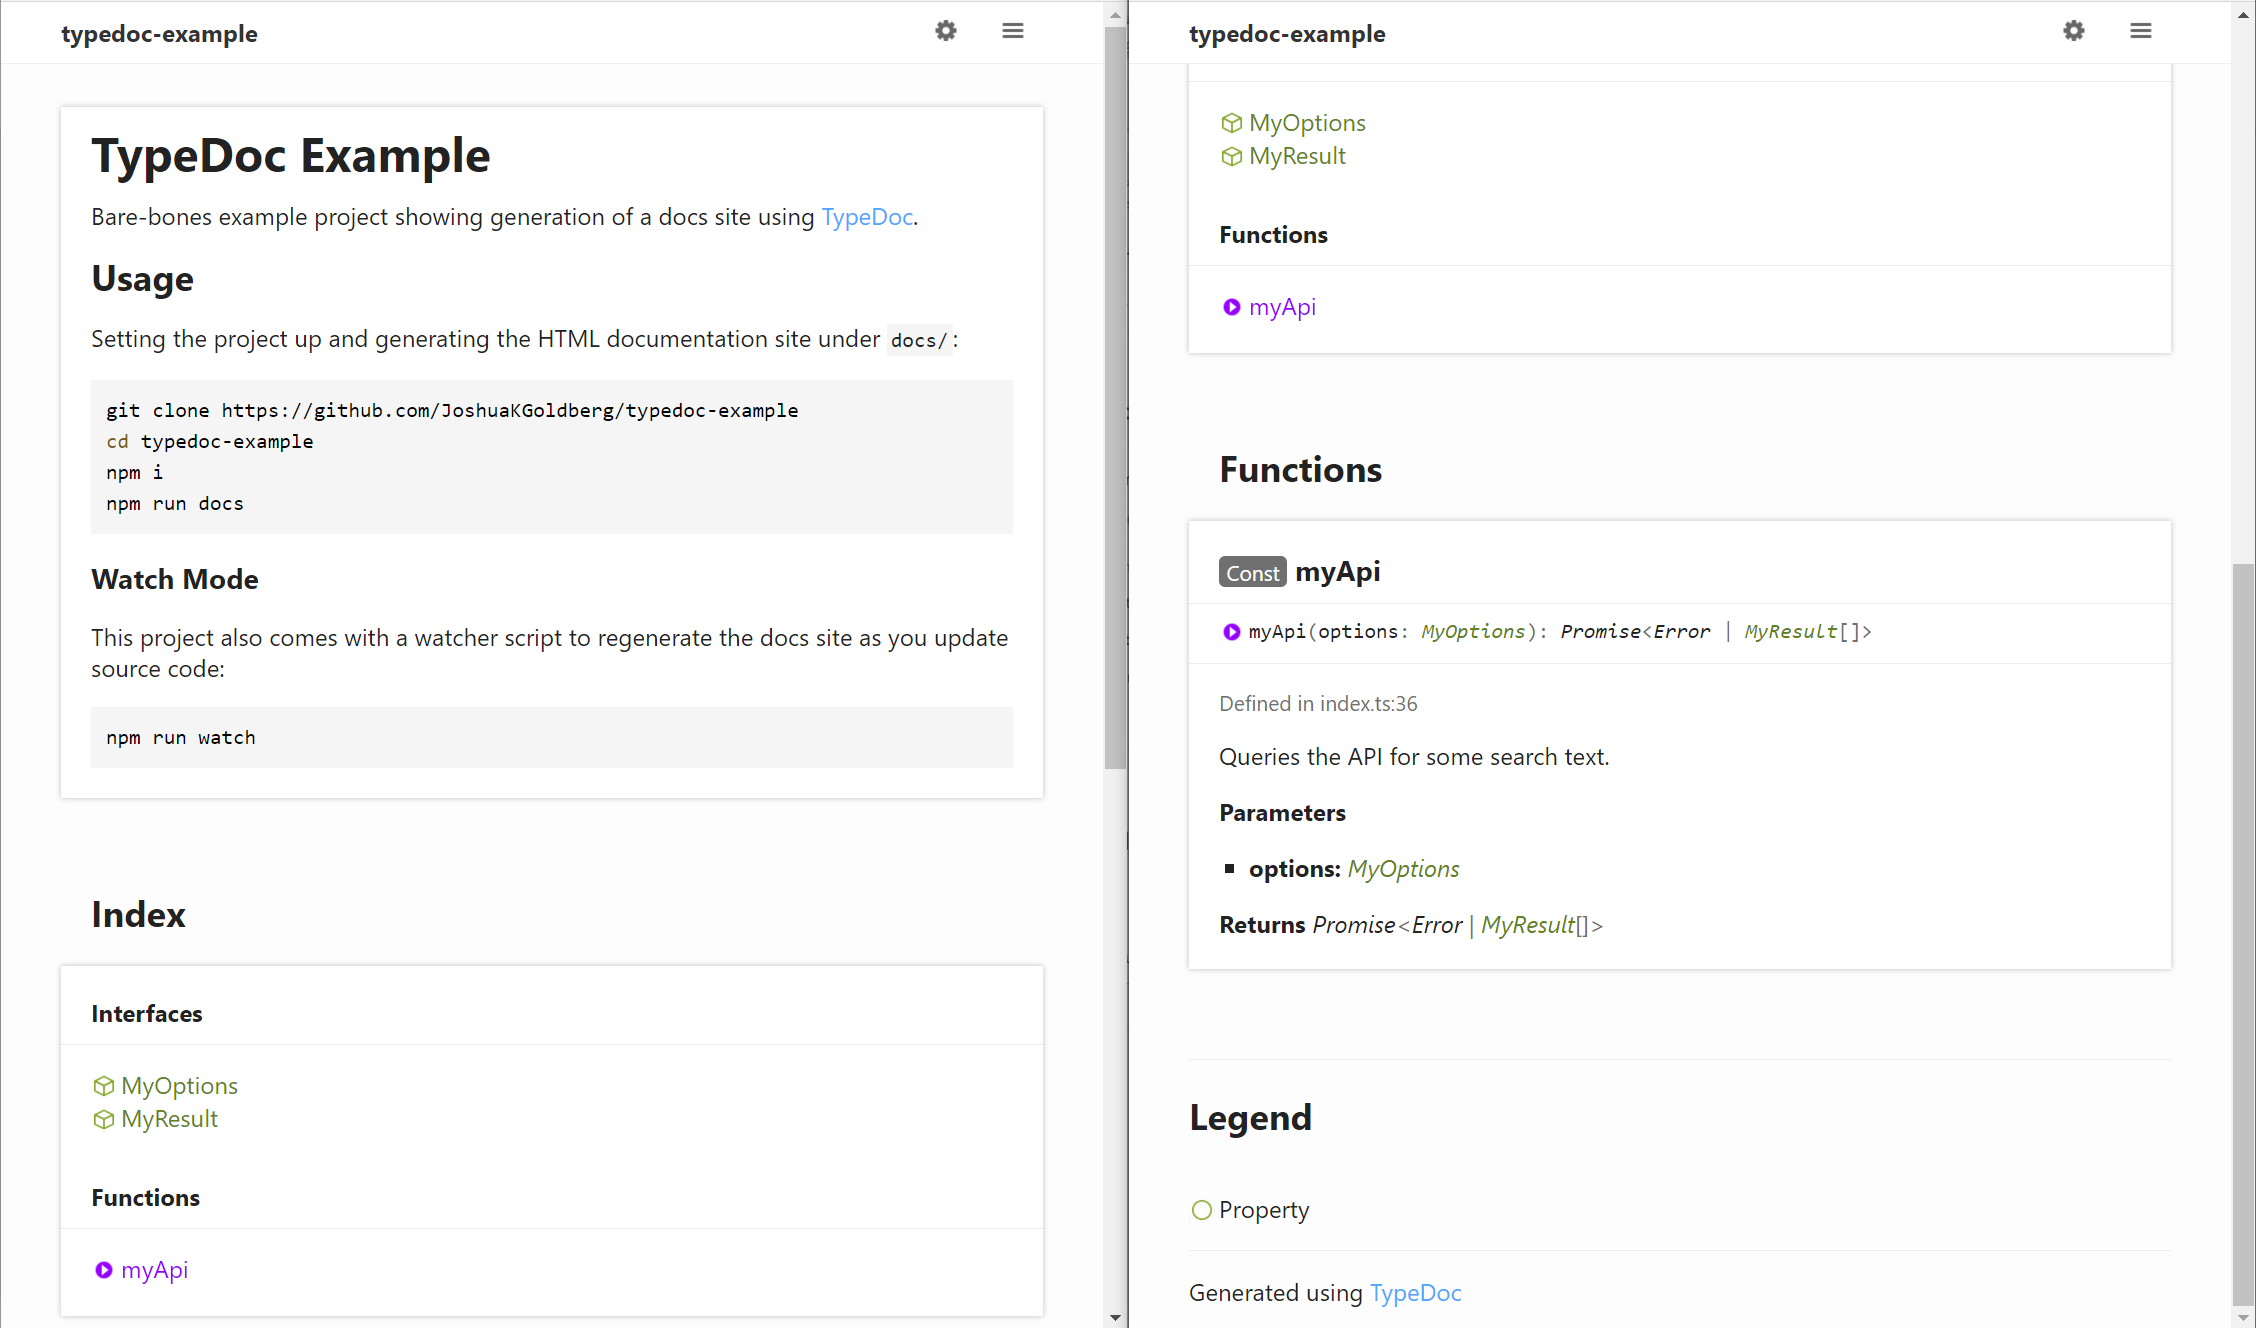 typedoc-example
TypeDoc Example
Bare-bones example project showing generation of a docs site using TypeDoc.
Usage
Setting the project up and generating the HTML documentation site under docs/:
git clone https://github.com/JoshuaKGoldberg/typedoc-example
cd typedoc-example
npm i
npm run docs
Watch Mode
This project also comes with a watcher script to regenerate the docs site as you update
source code:
npm run watch
Index
Interfaces
MyOptions
MyResult
Functions
myApi
typedoc-example
MyOptions
MyResult
Functions
myApi
Functions
Const myApi
myApi(options: MyOptions): Promise<Error | MyResult[]>
Defined in index.ts:36
Queries the API for some search text.
Parameters
options: MyOptions
Returns Promise<Error | MyResult[]>
Legend
Property
Generated using TypeDoc